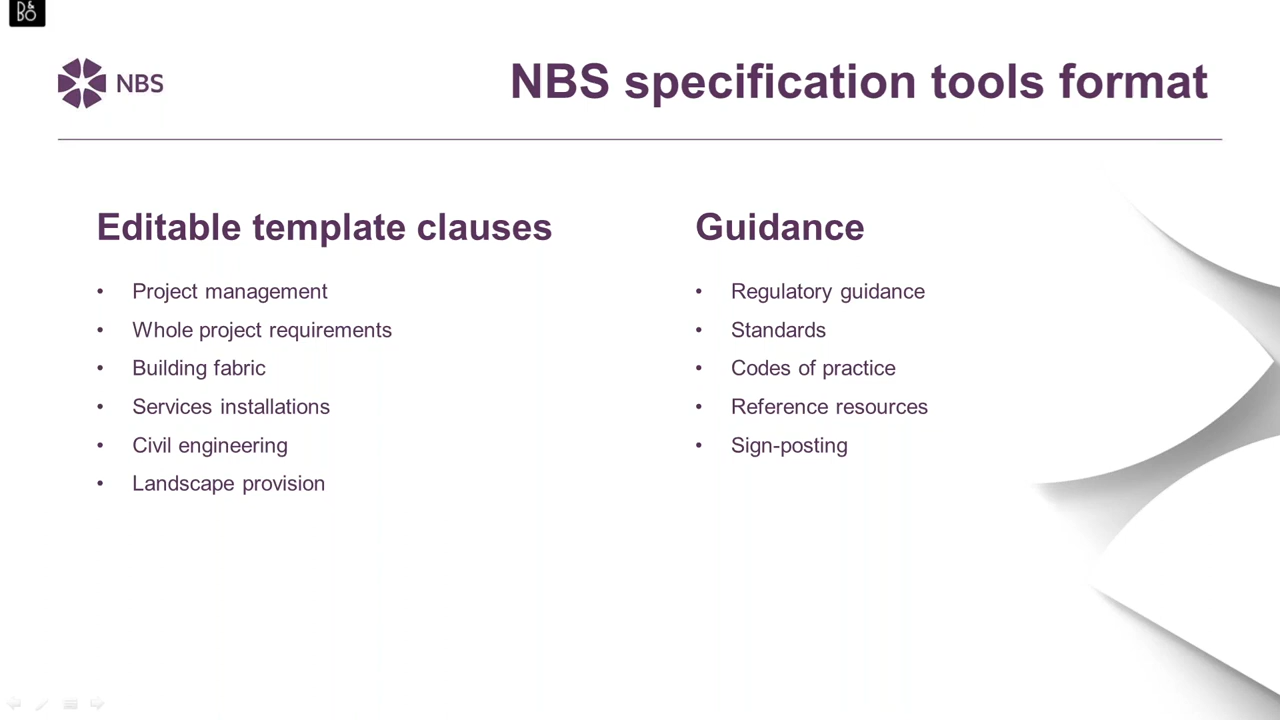 B&O
NBS
NBS specification tools format
Editable template clauses
• Project management
• Whole project requirements
• Building fabric
• Services installations
• Civil engineering
• Landscape provision
Guidance
• Regulatory guidance
• Standards
• Codes of practice
• Reference resources
• Sign-posting